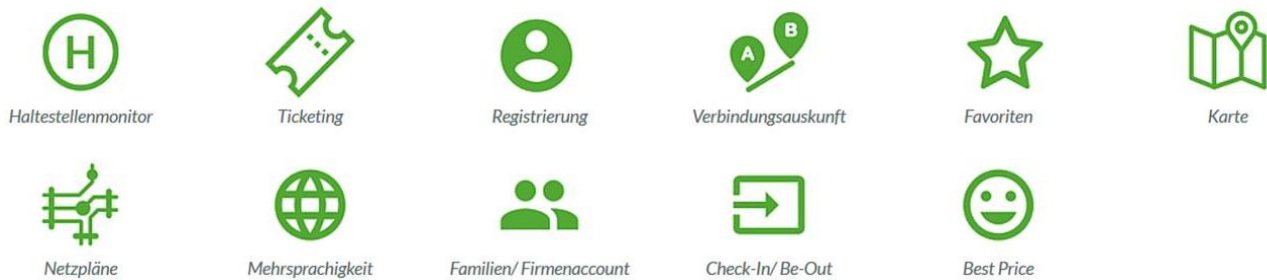 H
A
B
Haltestellenmonitor
Ticketing
Registrierung
Verbindungsauskunft
Favoriten
Karte
Netzpläne
Mehrsprachigkeit
Familien/ Firmenaccount
Check-In/ Be-Out
Best Price